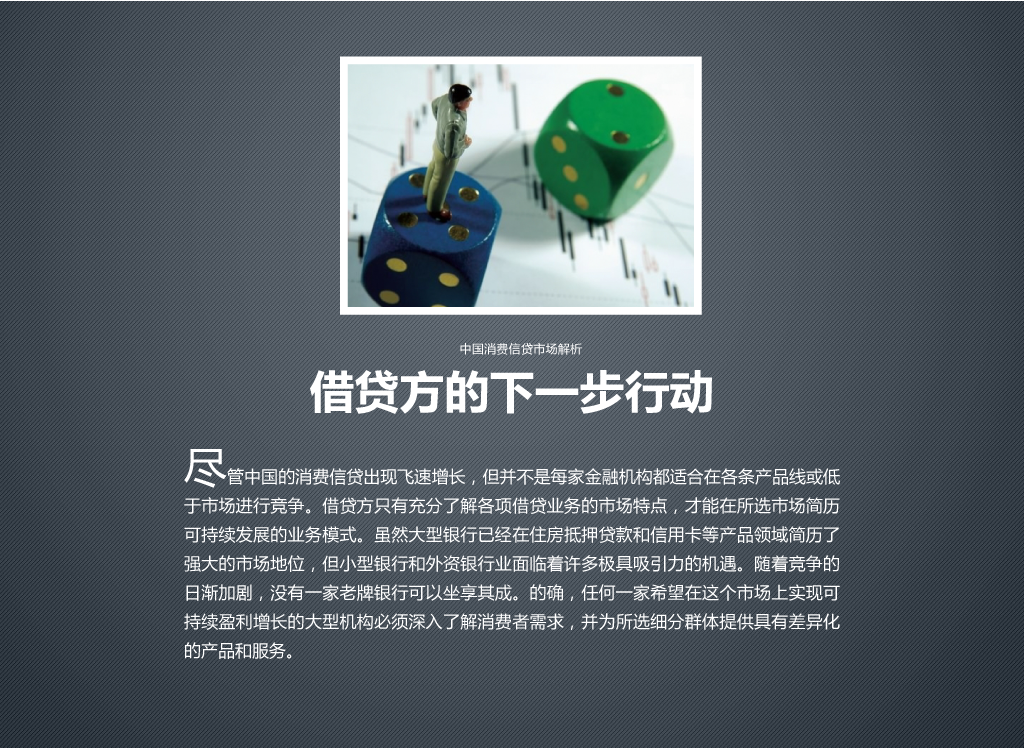 中国消费信贷市场解析
借贷方的下一步行动
尽管中国的消费信贷出现飞速增长，但并不是每家金融机构都适合在各条产品线或低
于市场进行竞争。借贷方只有充分了解各项借贷业务的市场特点，才能在所选市场简历
可持续发展的业务模式。虽然大型银行已经在住房抵押贷款和信用卡等产品领域简历了
强大的市场地位，但小型银行和外资银行业面临着许多极具吸引力的机遇。随着竞争的
日渐加剧，没有一家老牌银行可以坐享其成。的确，任何一家希望在这个市场上实现可
持续盈利增长的大型机构必须深入了解消费者需求，并为所选细分群体提供具有差异化
的产品和服务。